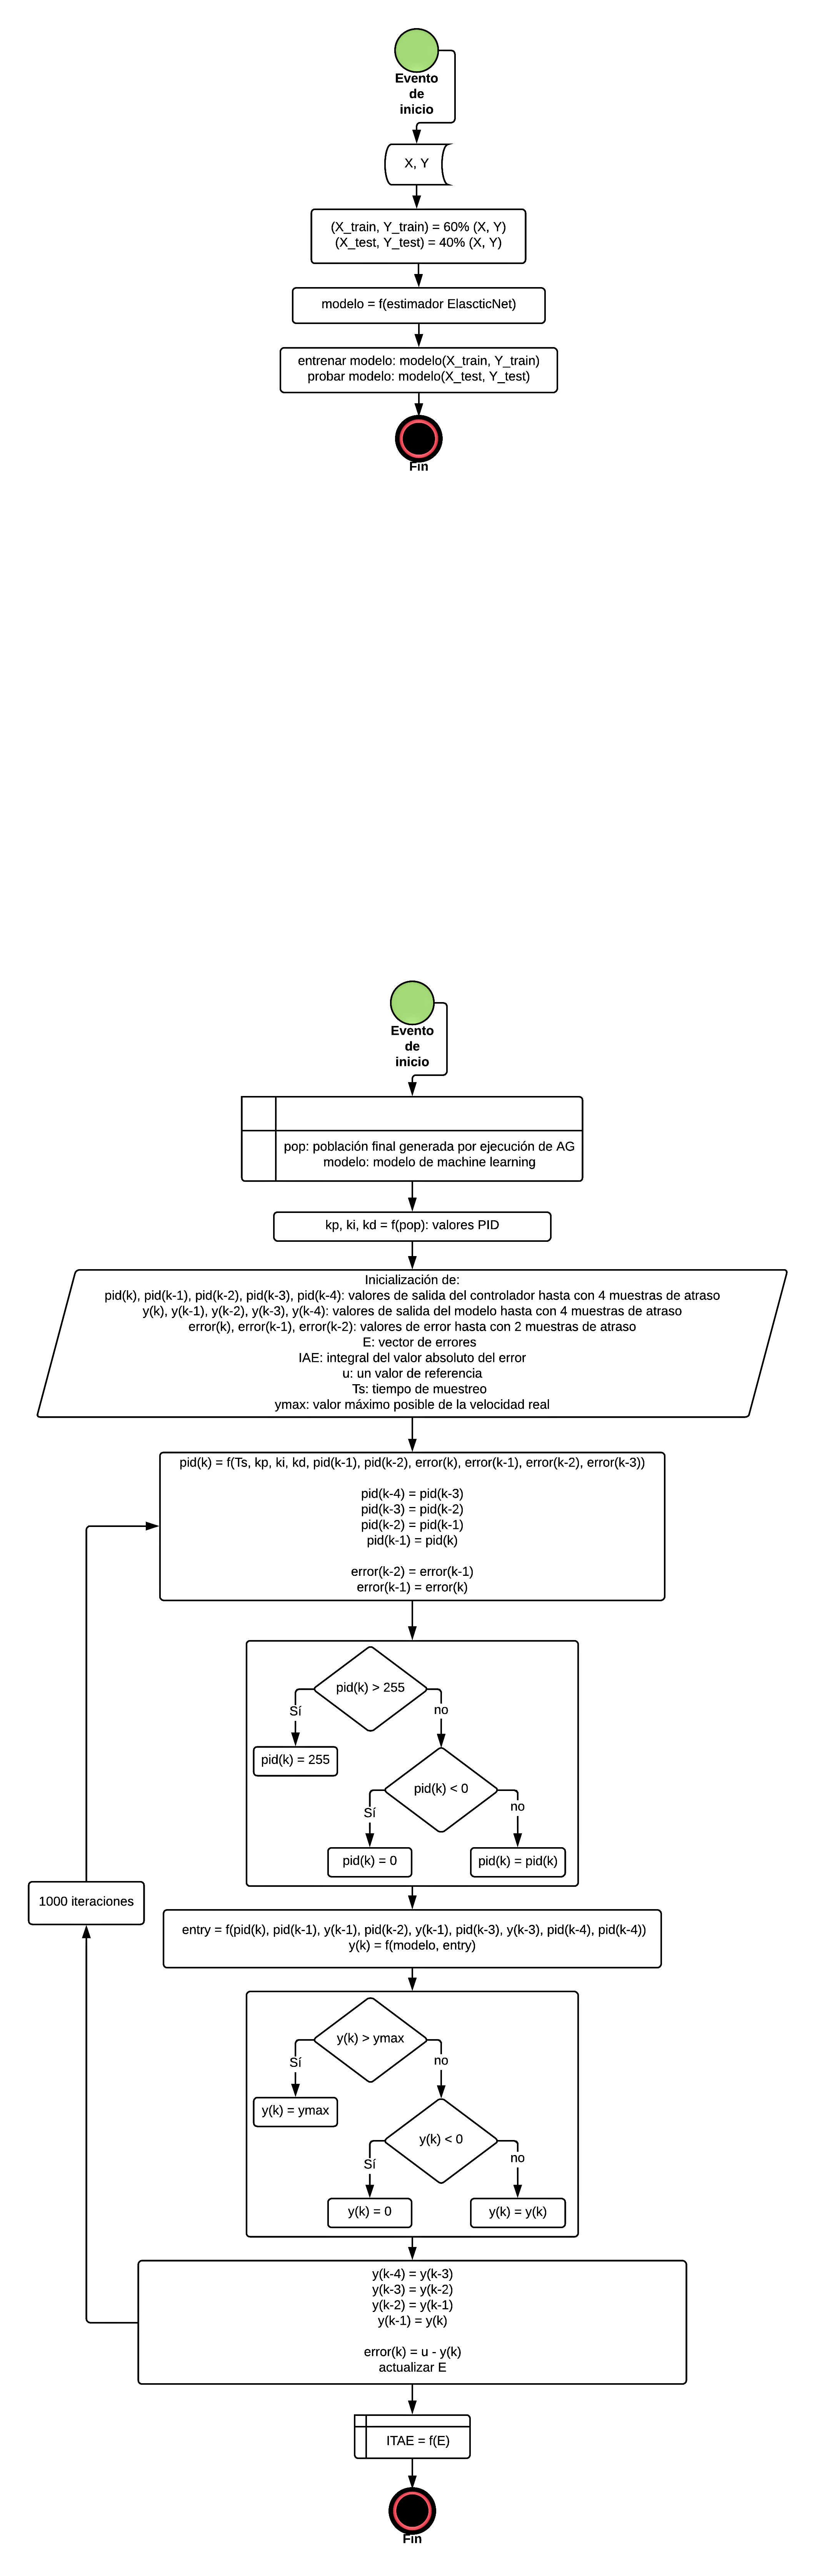 Evento
de
inicio
X, Y
(X_train, Y_train) = 60% (X, Y)
(X_test, Y_test) = 40% (X, Y)
modelo = f(estimador ElascticNet)
entrenar modelo: modelo(X_train, Y_train)
probar modelo: modelo(X_test, Y_test)
Fin
Evento
de
inicio
pop: población final generada por ejecución de AG
modelo: modelo de machine learning
kp, ki, kd = f(pop): valores PID
Inicialización de:
pid(k), pid(k-1), pid(k-2), pid(k-3), pid(k-4): valores de salida del controlador hasta con 4 muestras de atraso
y(k), y(k-1), y(k-2), y(k-3), y(k-4): valores de salida del modelo hasta con 4 muestras de atraso
error(k), error(k-1), error(k-2): valores de error hasta con 2 muestras de atraso
E: vector de errores
IAE: integral del valor absoluto del error
u: un valor de referencia
Ts: tiempo de muestreo
ymax: valor máximo posible de la velocidad real
pid(k) = f(Ts, kp, ki, kd, pid(k-1), pid(k-2), error(k), error(k-1), error(k-2), error(k-3))
pid(k-4) = pid(k-3)
pid(k-3) = pid(k-2)
pid(k-2) = pid(k-1)
pid(k-1) = pid(k)
error(k-2) = error(k-1)
error(k-1) = error(k)
pid(k) > 255
Sí
no
pid(k) = 255
pid(k) < 0
Sí
no
pid(k) = 0
pid(k) = pid(k)
1000 iteraciones
entry = f(pid(k), pid(k-1), y(k-1), pid(k-2), y(k-1), pid(k-3), y(k-3), pid(k-4), pid(k-4))
y(k) = f(modelo, entry)
y(k) > ymax
Sí
no
y(k) = ymax
y(k) < 0
Sí
no
y(k) = 0
y(k) = y(k)
y(k-4) = y(k-3)
y(k-3) = y(k-2)
y(k-2) = y(k-1)
y(k-1) = y(k)
error(k) = u - y(k)
actualizar E
ITAE = f(E)
Fin